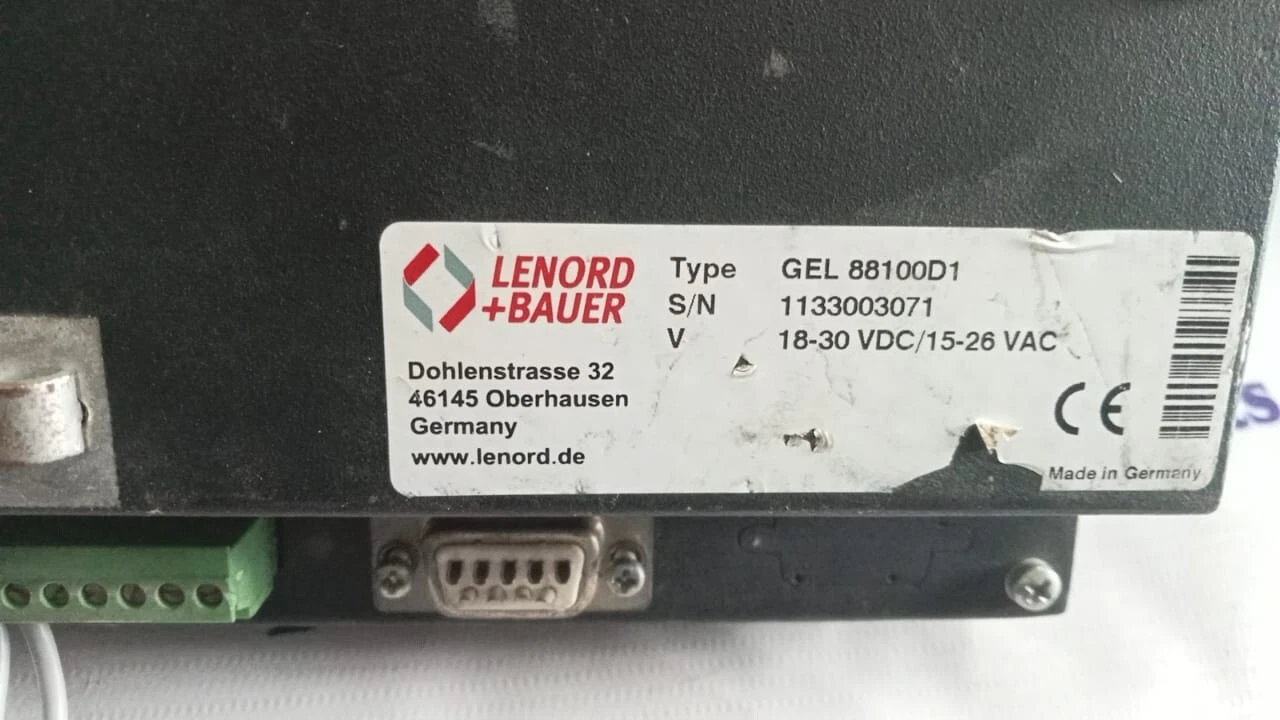 LENORD
+BAUER
Type GEL 88100D1
S/N 1133003071
V 18-30 VDC/15-26 VAC
Dohlenstrasse 32
46145 Oberhausen
Germany
www.lenord.de
CE
Made in Germany